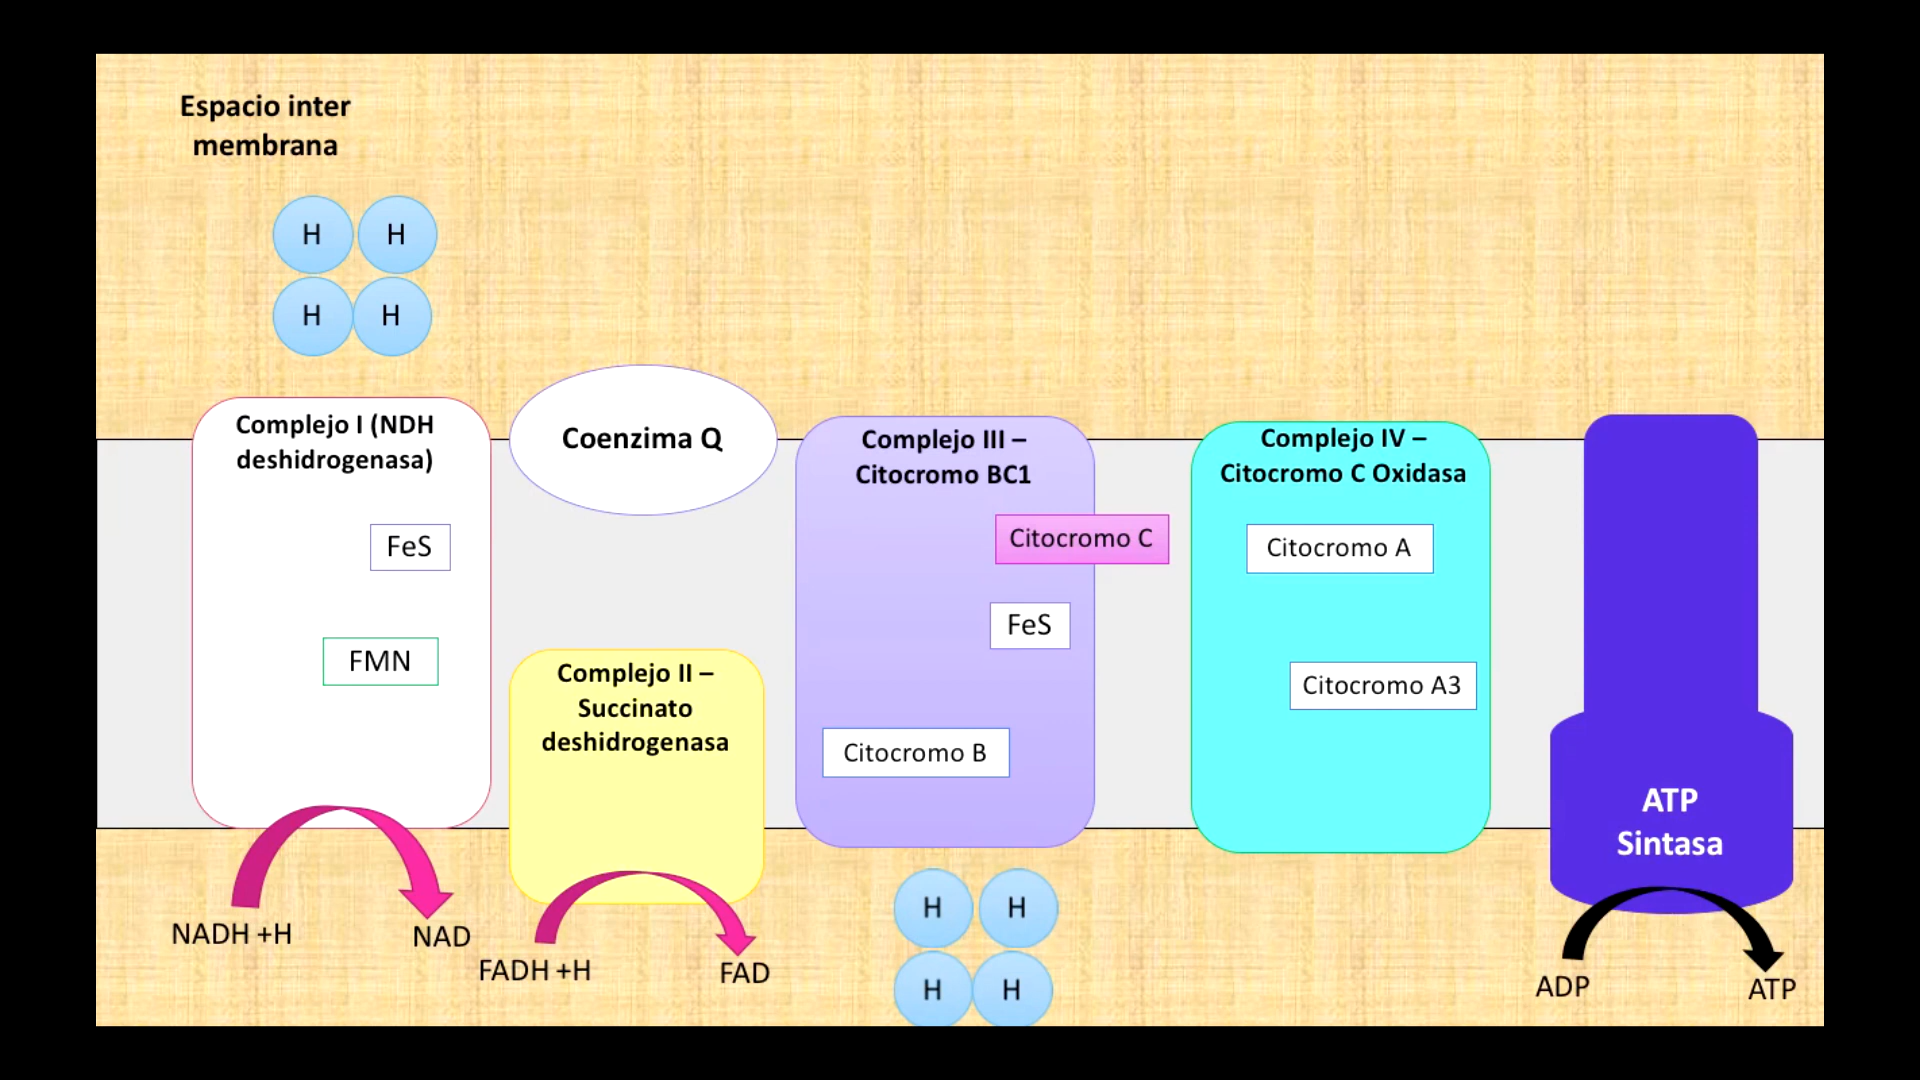 Espacio inter
membrana
H H
H H
Complejo I (NDH
deshidrogenasa)
FeS
FMN
NADH +H
NAD
Coenzima Q
Complejo II –
Succinato
deshidrogenasa
FADH +H
FAD
Complejo III –
Citocromo BC1
Citocromo C
FeS
Citocromo B
H H
H H
Complejo IV –
Citocromo C Oxidasa
Citocromo A
Citocromo A3
ATP
Sintasa
ADP
ATP